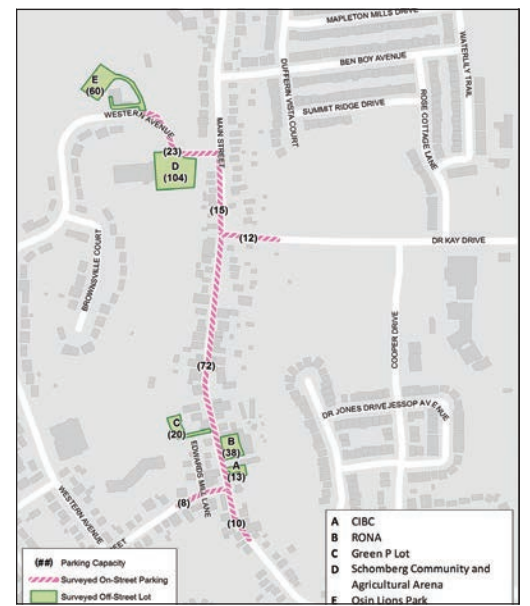 MAPLETON MILLS DRIVE
BEN BOY AVENUE
WATERLILY TRAIL
DUFFERIN VISTA COURT
SUMMIT RIDGE DRIVE
ROSE COTTAGE LANE
MAIN STREET
E
(60)
WESTERN AVENUE
(23)
D
(104)
(15)
(12)
DR KAY DRIVE
BROWNSVILLE COURT
COOPER DRIVE
(72)
DR JONES DRIVE
JESSOP AVENUE
C
(20)
B
(38)
A
(13)
EDWARDS MILL LANE
WESTERN AVENUE
(8)
(10)
(##) Parking Capacity
Surveyed On-Street Parking
Surveyed Off-Street Lot
A CIBC
B RONA
C Green P Lot
D Schomberg Community and
Agricultural Arena
E Osin Lions Park